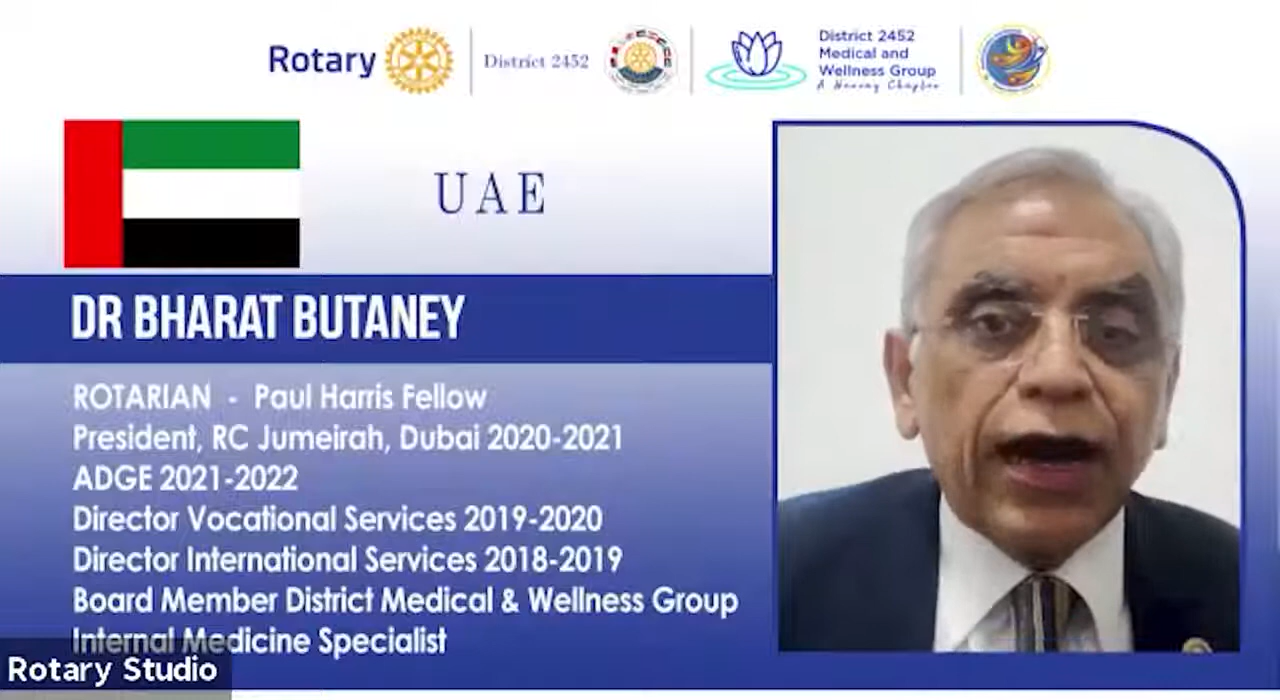 Rotary
District 2452
District 2452
Medical and
Wellness Group
A Nanny Chapter
UAE
DR BHARAT BUTANEY
ROTARIAN - Paul Harris Fellow
President, RC Jumeirah, Dubai 2020-2021
ADGE 2021-2022
Director Vocational Services 2019-2020
Director International Services 2018-2019
Board Member District Medical & Wellness Group
Internal Medicine Specialist
Rotary Studio